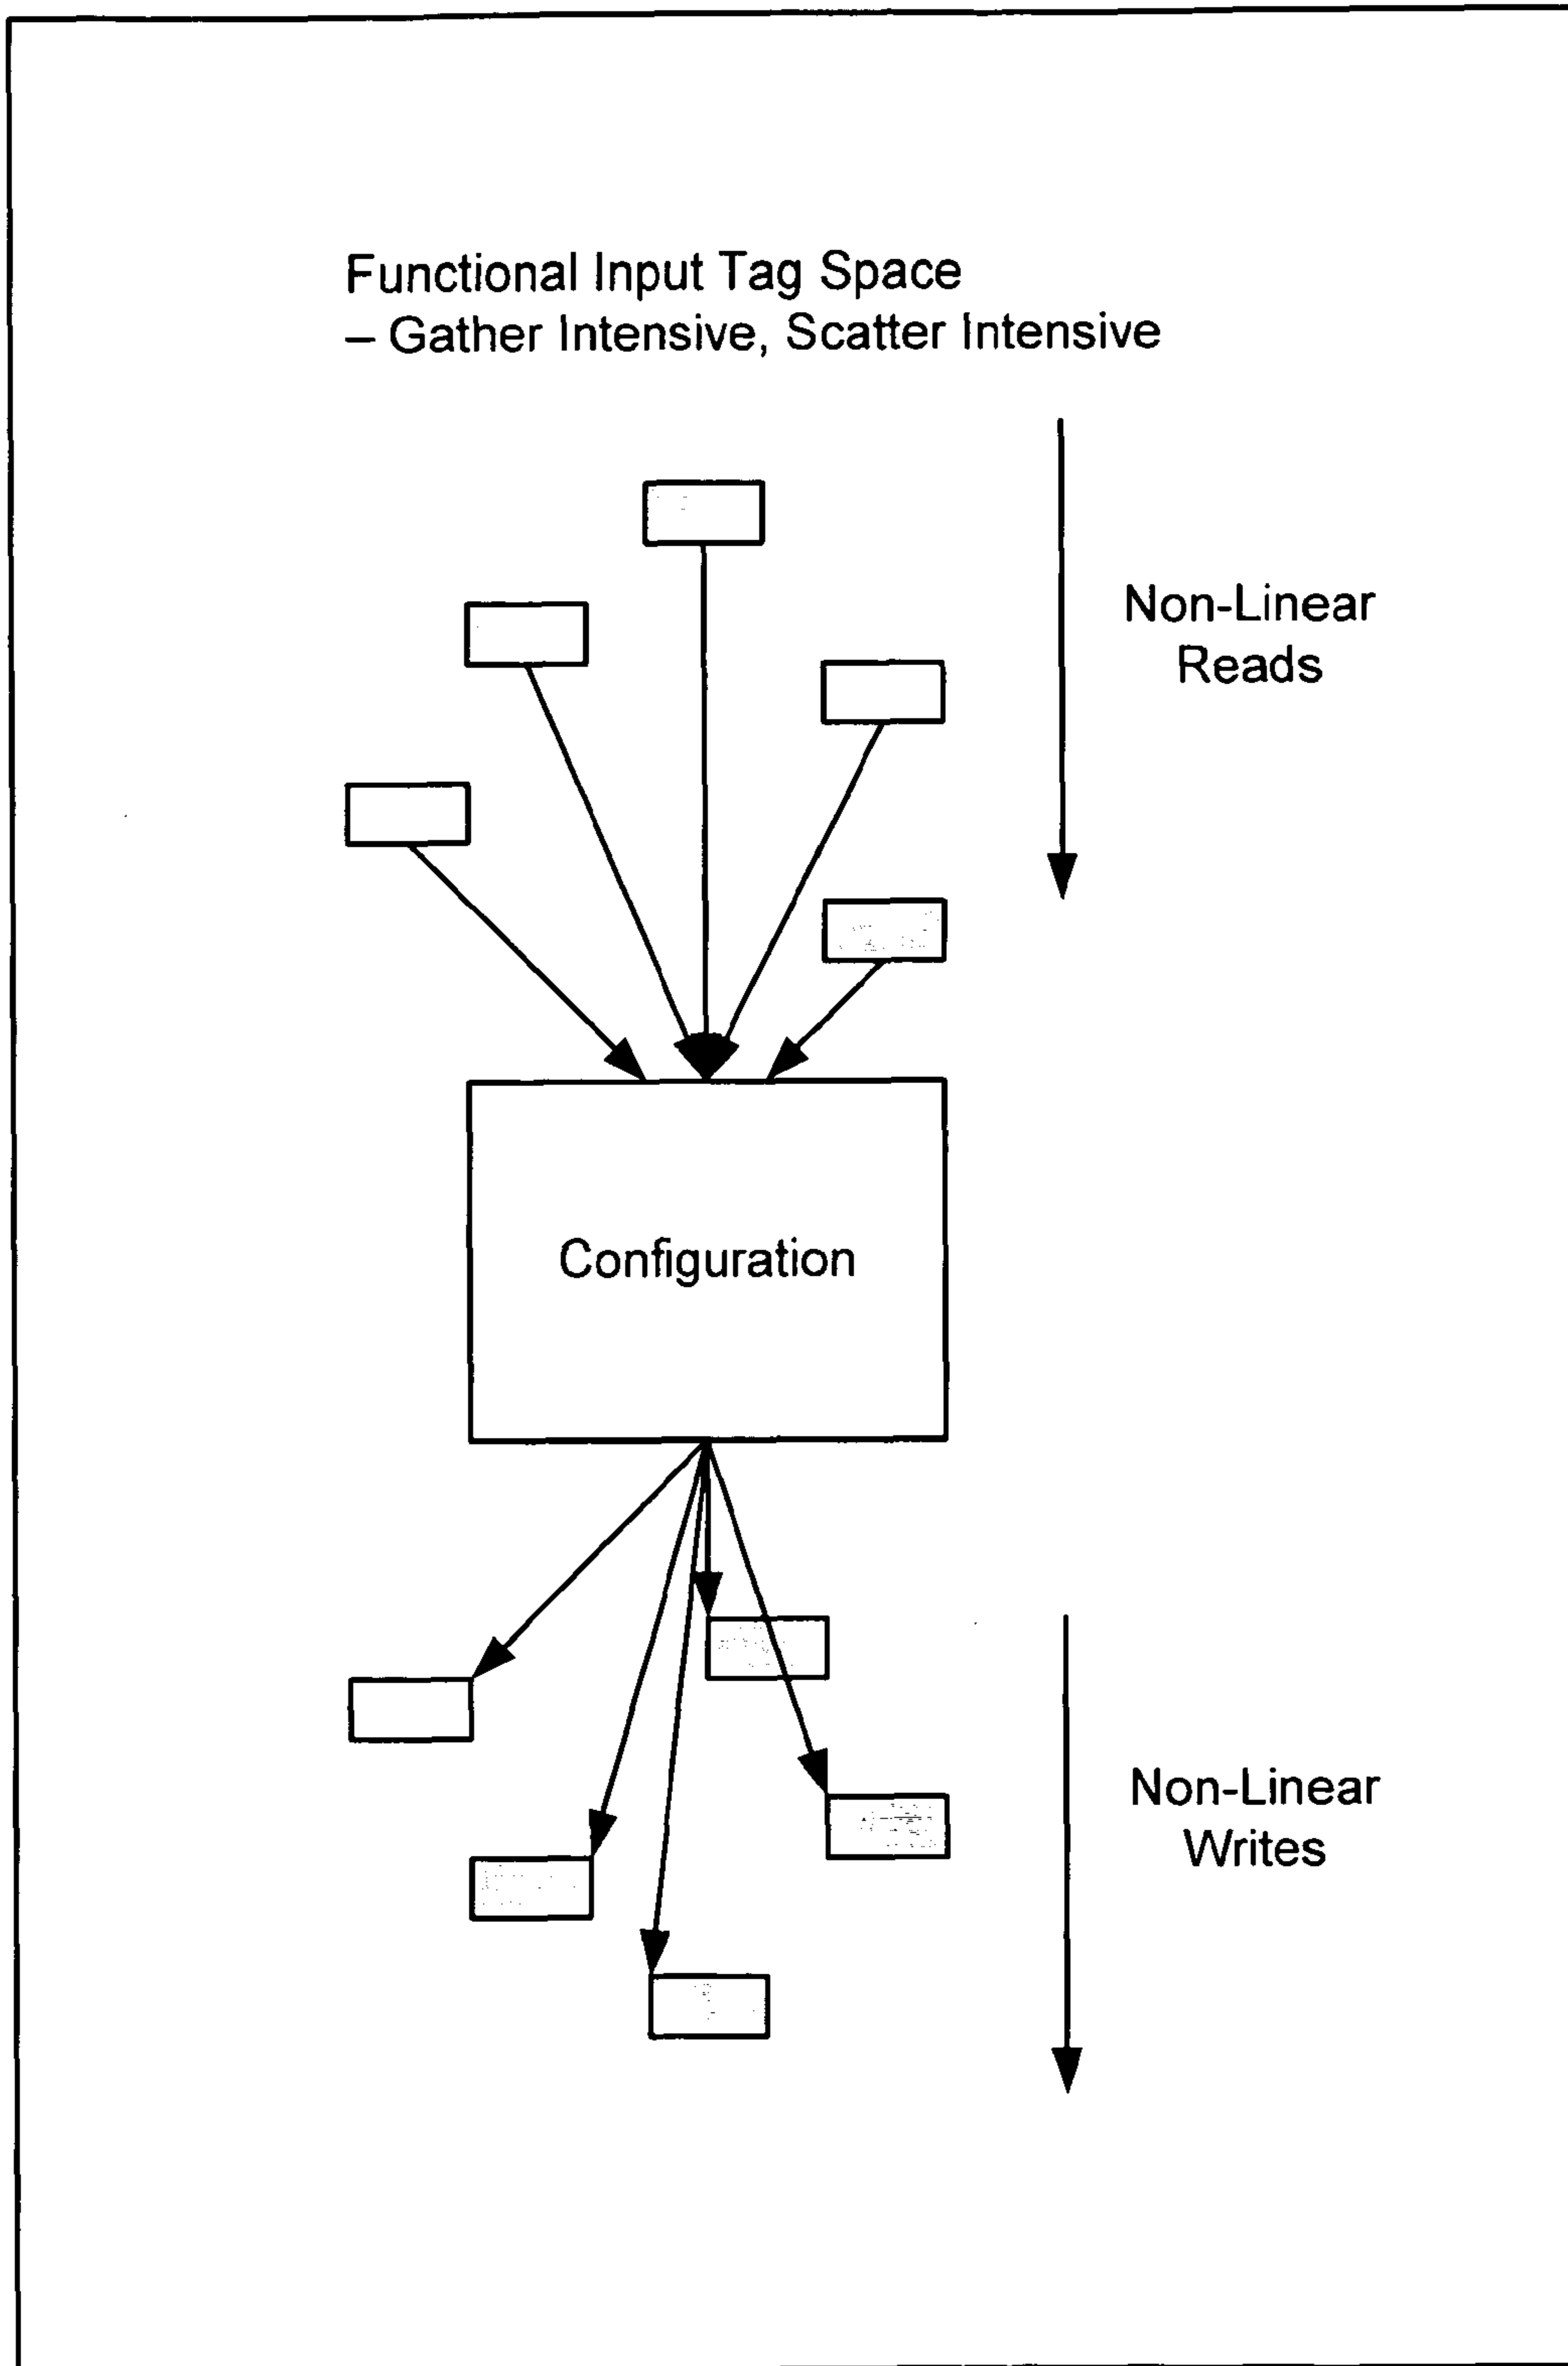 Functional Input Tag Space
– Gather Intensive, Scatter Intensive
Non-Linear
Reads
Configuration
Non-Linear
Writes